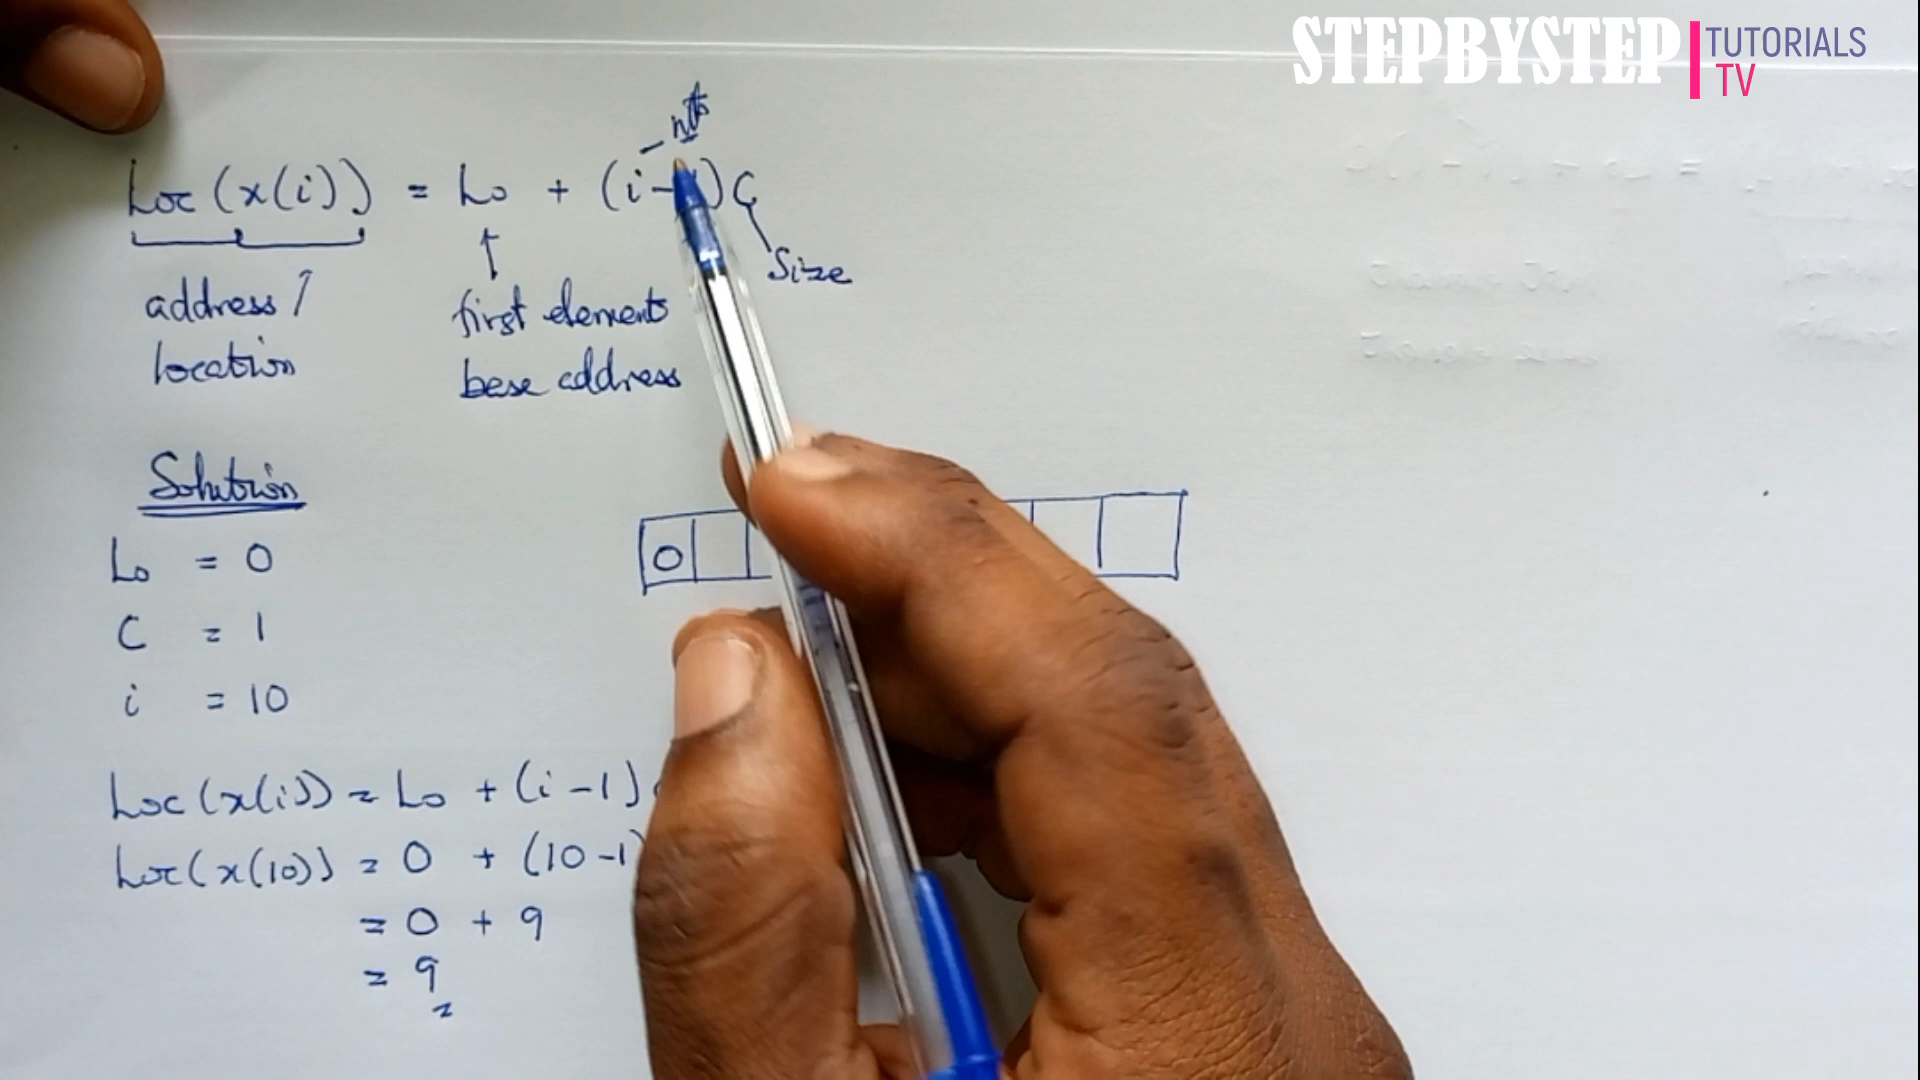 STEPBYSTEP TUTORIALS
TV
nth
Loc (x(i)) = Lo + (i - ) C
Size
address / first element
location base address
Solution
Lo = 0
0
C = 1
i = 10
Loc (x(i)) = Lo + (i - 1)
Loc (x(10)) = 0 + (10 - 1)
= 0 + 9
= 9